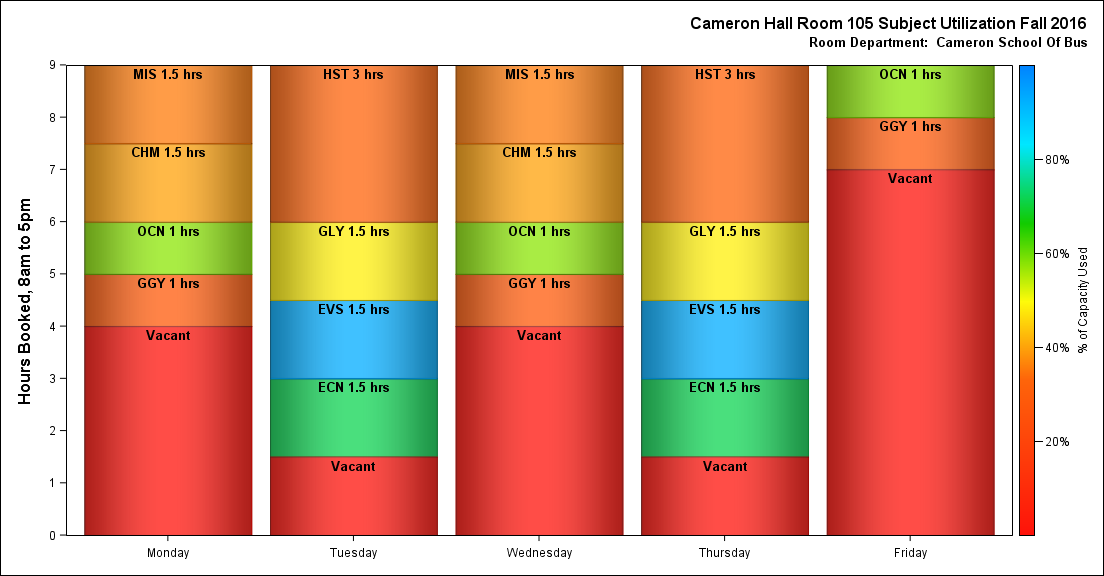 Cameron Hall Room 105 Subject Utilization Fall 2016
Room Department:  Cameron School Of Bus
Hours Booked, 8am to 5pm
9
8
7
6
5
4
3
2
1
0
MIS 1.5 hrs
CHM 1.5 hrs
OCN 1 hrs
GGY 1 hrs
Vacant
Monday
HST 3 hrs
GLY 1.5 hrs
EVS 1.5 hrs
ECN 1.5 hrs
Vacant
Tuesday
MIS 1.5 hrs
CHM 1.5 hrs
OCN 1 hrs
GGY 1 hrs
Vacant
Wednesday
HST 3 hrs
GLY 1.5 hrs
EVS 1.5 hrs
ECN 1.5 hrs
Vacant
Thursday
OCN 1 hrs
GGY 1 hrs
Vacant
Friday
80%
60%
40%
20%
% of Capacity Used